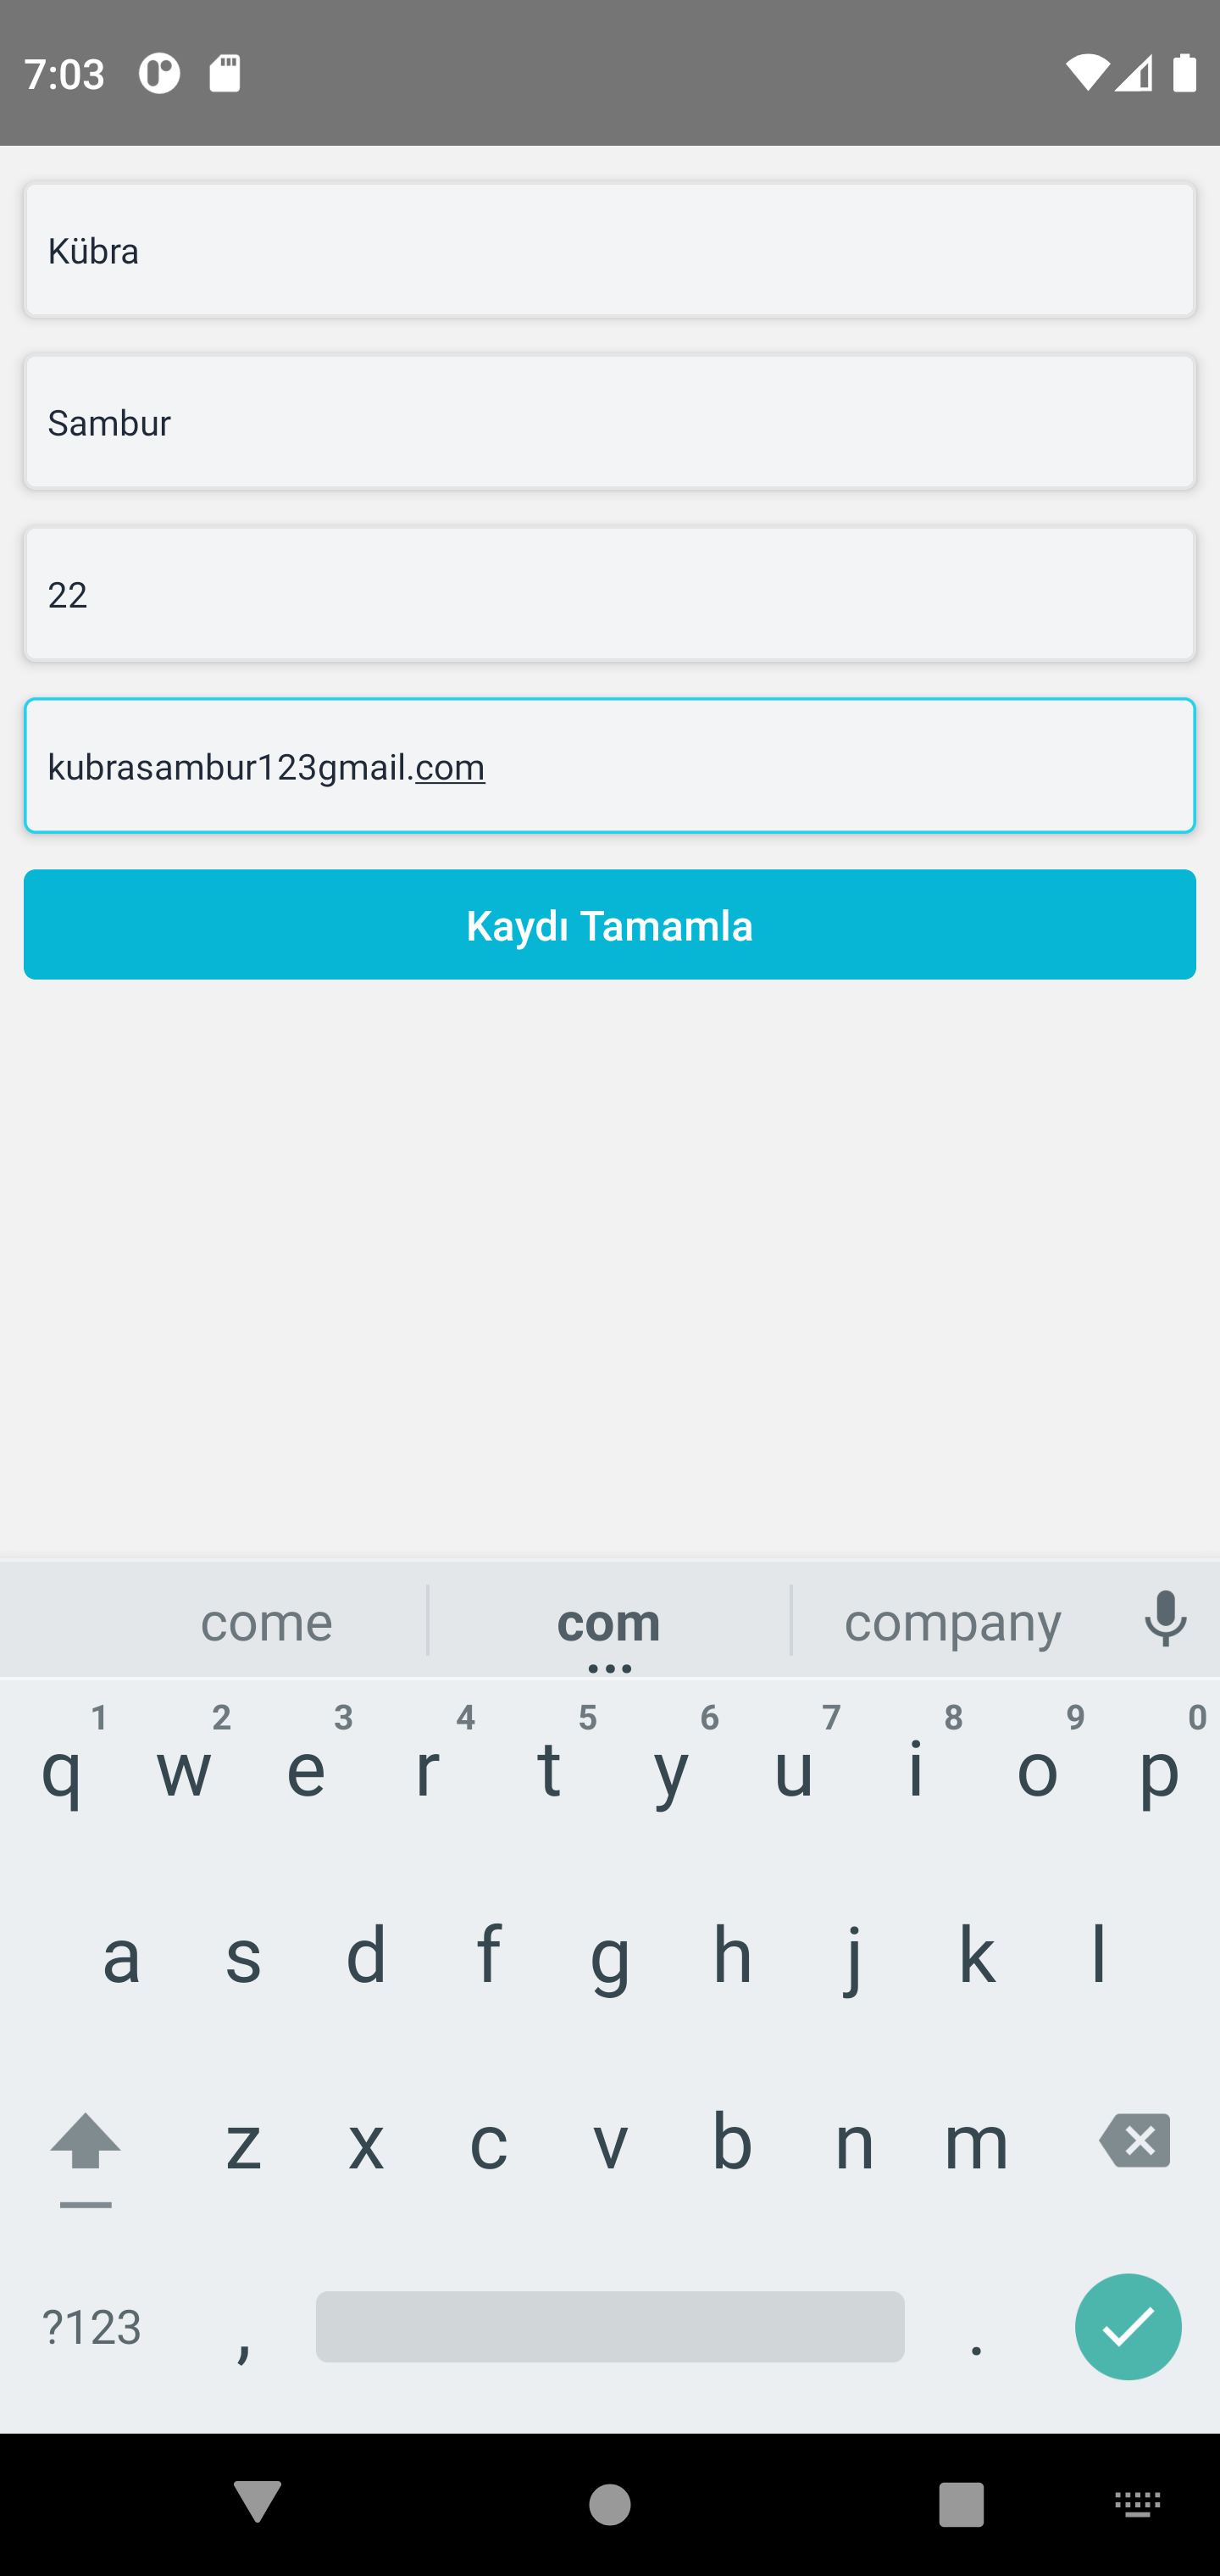 7:03
Kübra
Sambur
22
kubrasambur123gmail.com
Kaydı Tamamla
come com company
1 2 3 4 5 6 7 8 9 0
q w e r t y u i o p
a s d f g h j k l
z x c v b n m
?123 , .